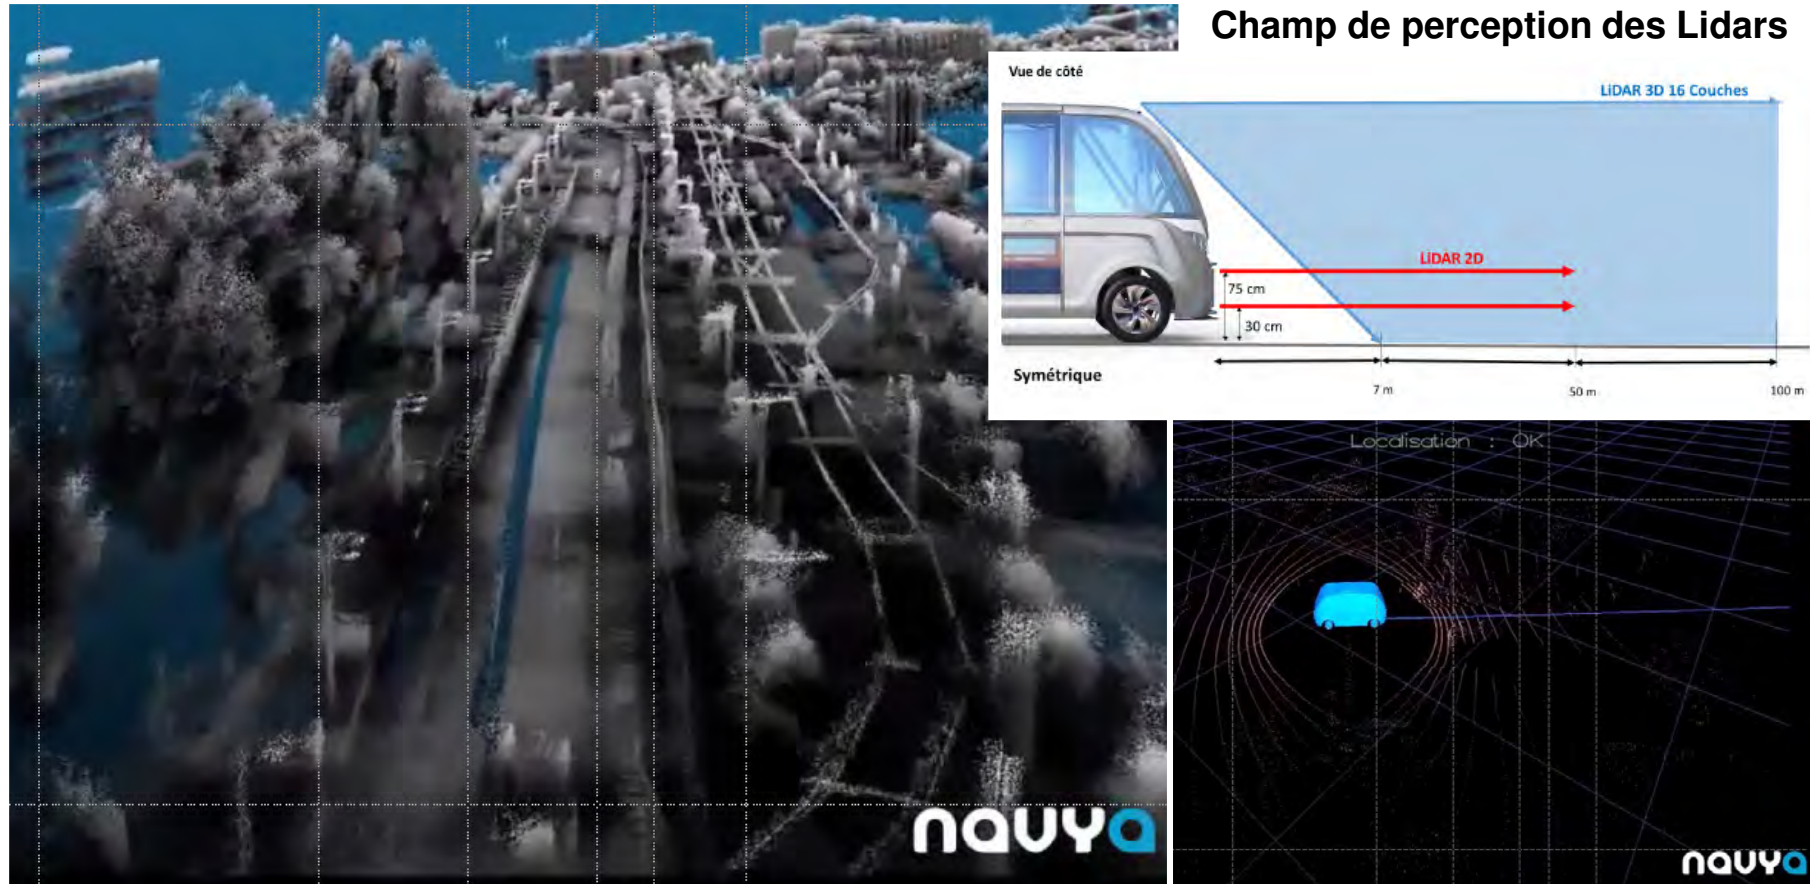 Champ de perception des Lidars
Vue de côté
LiDAR 3D 16 Couches
LiDAR 2D
75 cm
30 cm
Symétrique
7 m
50 m
100 m
Localisation : OK
navya
navya